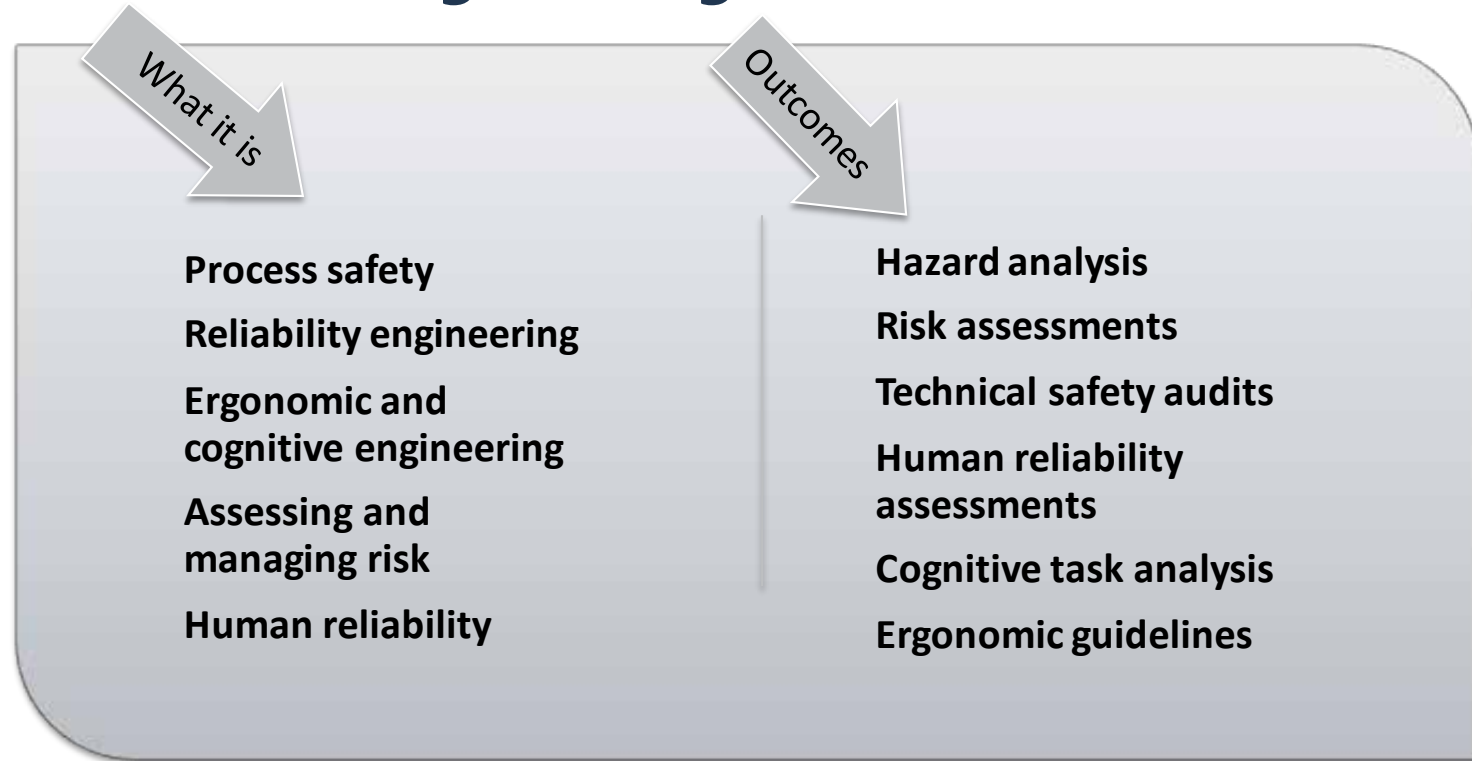 What it is
Process safety
Reliability engineering
Ergonomic and
cognitive engineering
Assessing and
managing risk
Human reliability
Outcomes
Hazard analysis
Risk assessments
Technical safety audits
Human reliability
assessments
Cognitive task analysis
Ergonomic guidelines